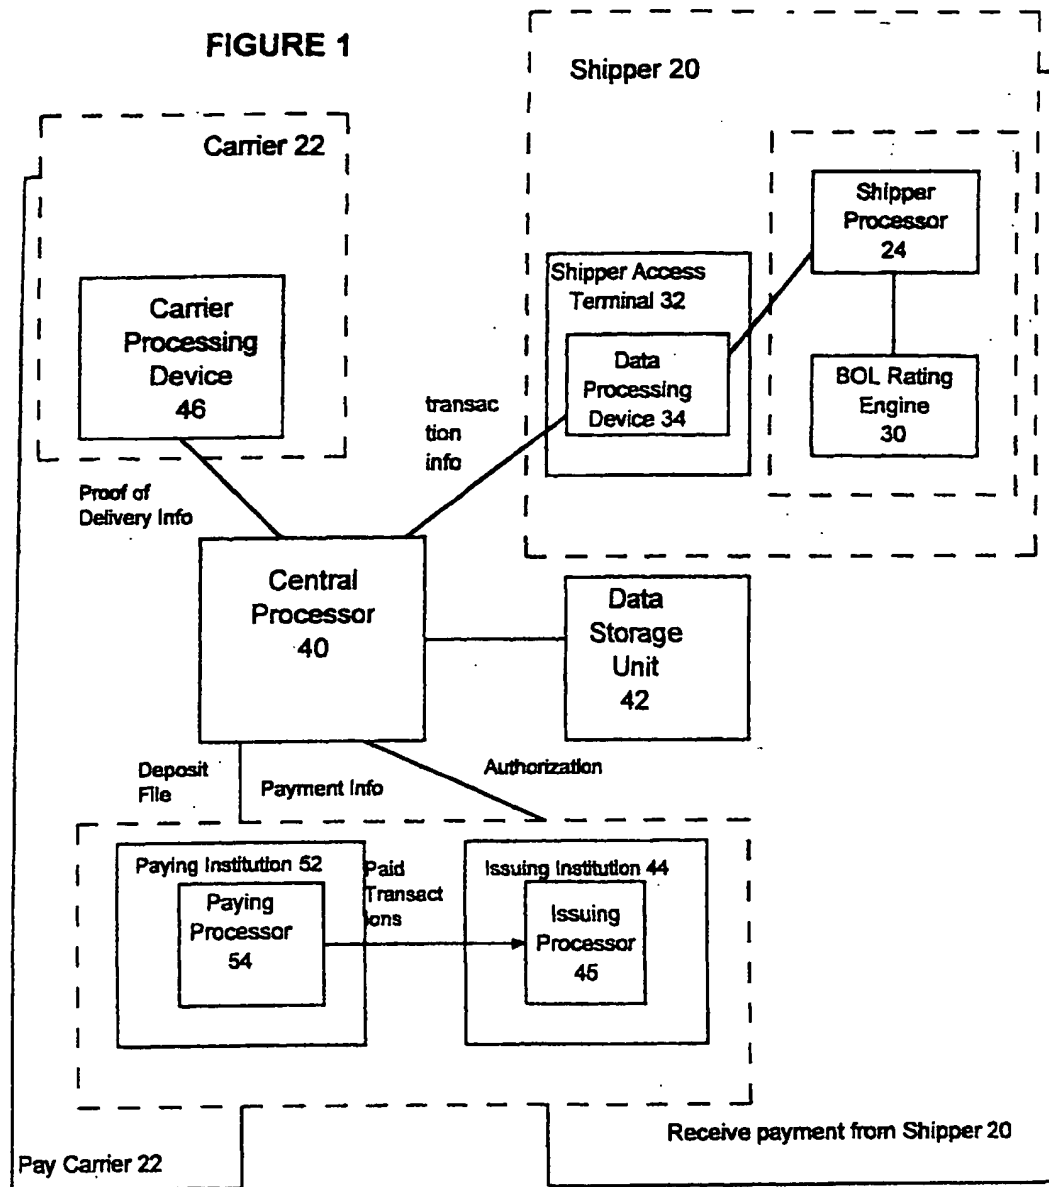 FIGURE 1
Shipper 20
Carrier 22
Shipper
Processor
24
Shipper Access
Terminal 32
Carrier
Processing
Device
46
Data
Processing
Device 34
BOL Rating
Engine
30
transac
tion
info
Proof of
Delivery Info
Central
Processor
40
Data
Storage
Unit
42
Deposit
File
Payment Info
Authorization
Paying Institution 52
Paid
Transact
ions
Issuing Institution 44
Paying
Processor
54
Issuing
Processor
45
Receive payment from Shipper 20
Pay Carrier 22